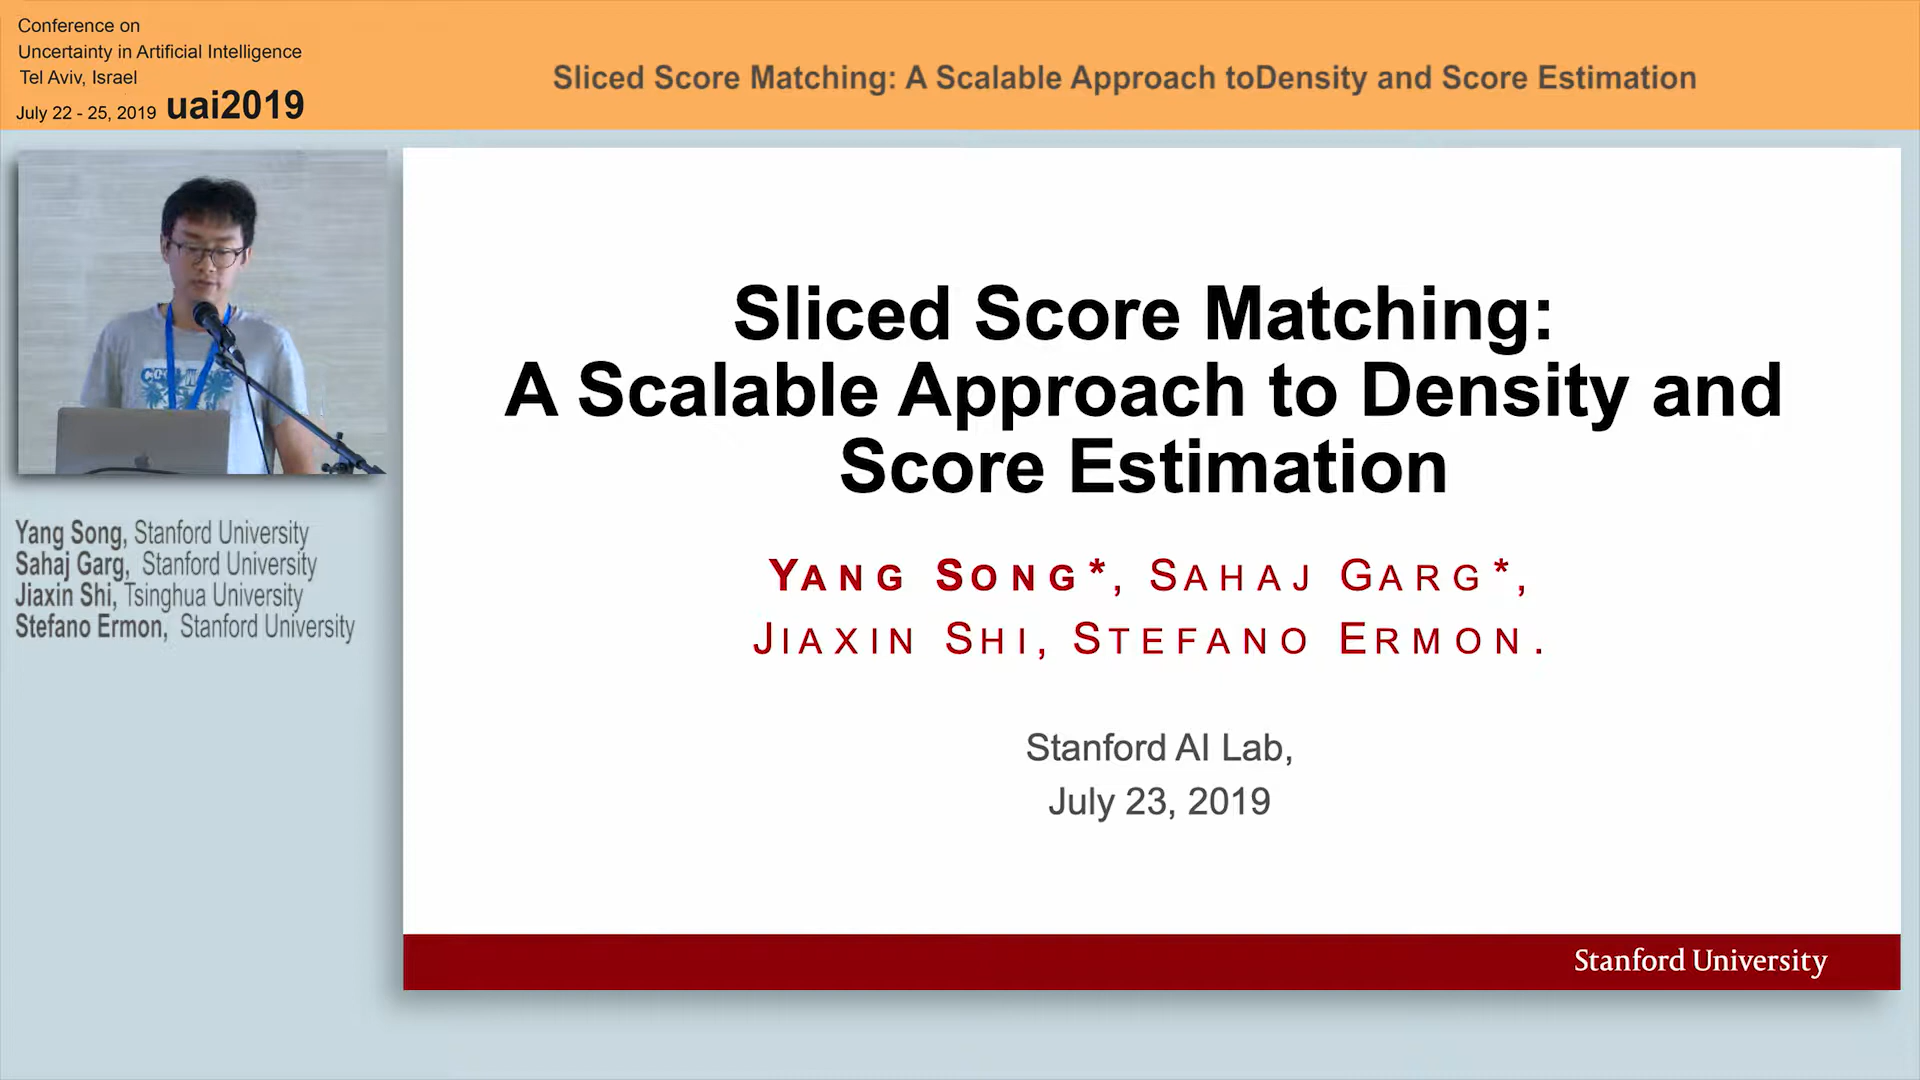 Conference on
Uncertainty in Artificial Intelligence
Tel Aviv, Israel
July 22 - 25, 2019 uai2019
Sliced Score Matching: A Scalable Approach toDensity and Score Estimation
Sliced Score Matching:
A Scalable Approach to Density and
Score Estimation
YANG SONG*, SAHAJ GARG*,
JIAXIN SHI, STEFANO ERMON.
Stanford AI Lab,
July 23, 2019
Stanford University
Yang Song, Stanford University
Sahaj Garg, Stanford University
Jiaxin Shi, Tsinghua University
Stefano Ermon, Stanford University